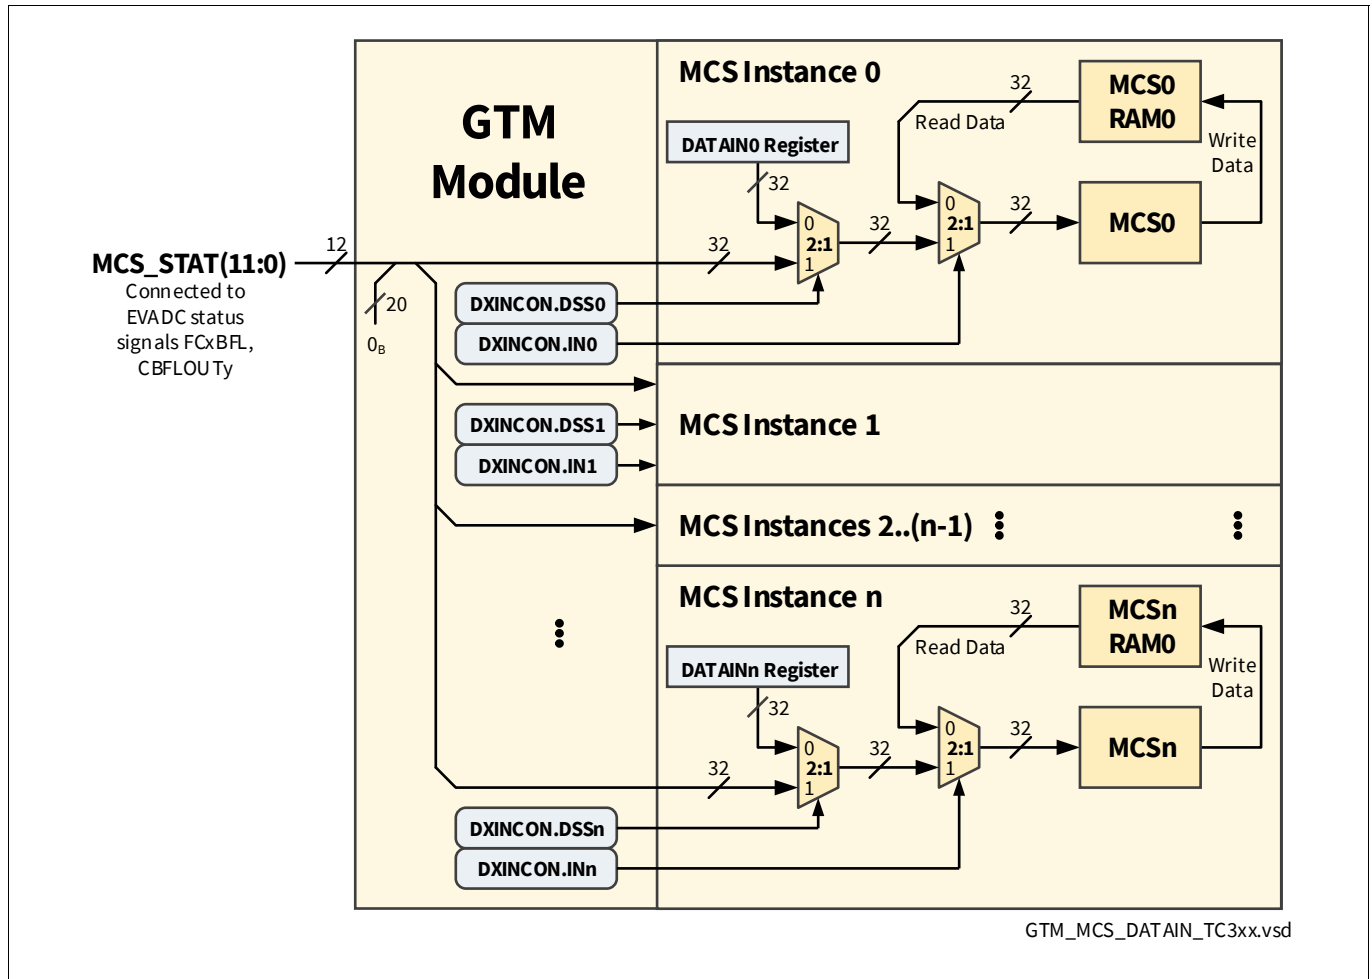 GTM
Module
MCS Instance 0
32
MCS0
RAM0
Read Data
Write
Data
DATAIN0 Register
32
0
2:1
1
32
0
2:1
1
32
MCS0
MCS_STAT(11:0)
12
32
Connected to
EVADC status
signals FCxBFL,
CBFLOUTy
20
0B
DXINCON.DSS0
DXINCON.IN0
MCS Instance 1
DXINCON.DSS1
DXINCON.IN1
MCS Instances 2..(n-1)
MCS Instance n
32
MCSn
RAM0
Read Data
Write
Data
DATAINn Register
32
0
2:1
1
32
0
2:1
1
32
MCSn
32
DXINCON.DSSn
DXINCON.INn
GTM_MCS_DATAIN_TC3xx.vsd